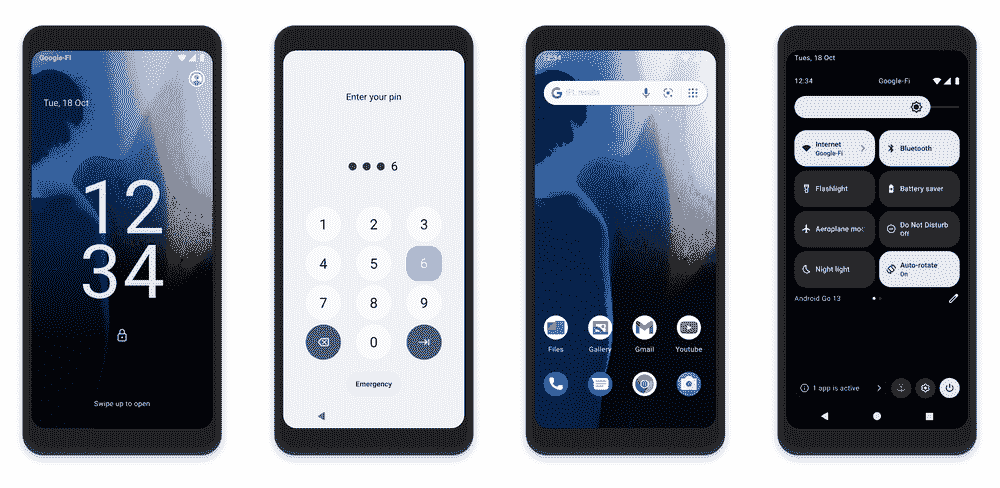 Google-Fi
Tue, 18 Oct
12
34
Swipe up to open
Enter your pin
6
1 2 3
4 5 6
7 8 9
0
Emergency
12:34
G
Files Gallery Gmail Youtube
Tues, 18 Oct
12:34 Google-Fi
Internet
Google-Fi
Bluetooth
Flashlight
Battery saver
Aeroplane mo
Do Not Disturb
Off
Night light
Auto-rotate
On
Android Go 13
1 app is active